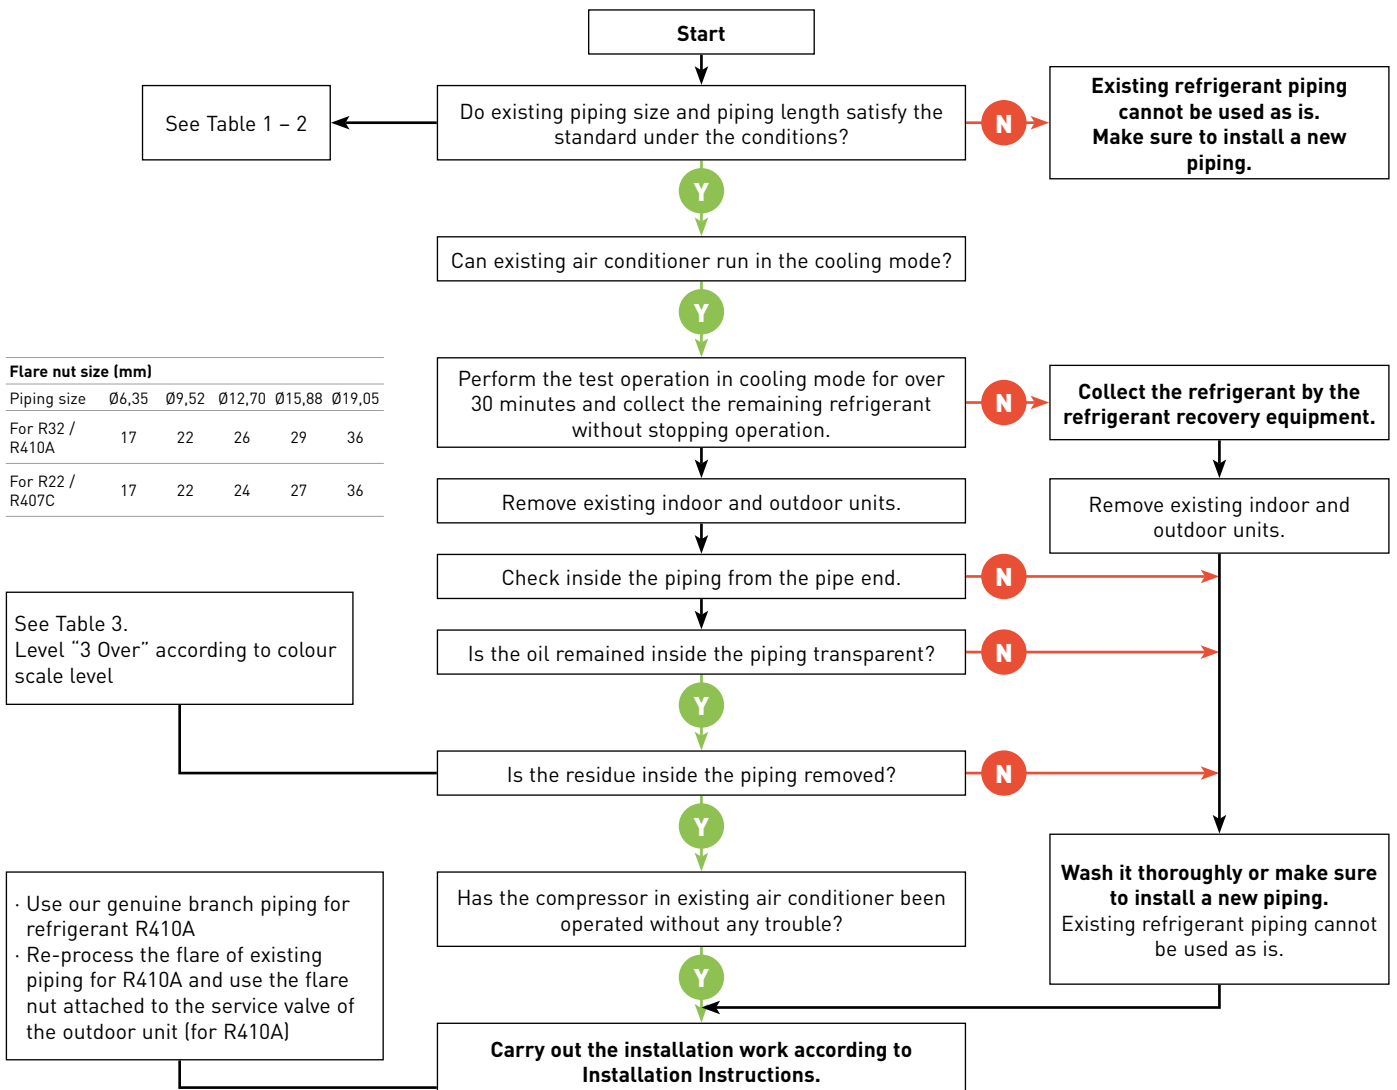 Start
See Table 1 – 2
Do existing piping size and piping length satisfy the
standard under the conditions?
N
Existing refrigerant piping
cannot be used as is.
Make sure to install a new
piping.
Y
Can existing air conditioner run in the cooling mode?
Y
Flare nut size (mm)
Piping size Ø6,35 Ø9,52 Ø12,70 Ø15,88 Ø19,05
For R32 /
R410A
17 22 26 29 36
For R22 /
R407C
17 22 24 27 36
Perform the test operation in cooling mode for over
30 minutes and collect the remaining refrigerant
without stopping operation.
N
Collect the refrigerant by the
refrigerant recovery equipment.
Remove existing indoor and outdoor units.
Remove existing indoor and
outdoor units.
Check inside the piping from the pipe end.
N
See Table 3.
Level “3 Over” according to colour
scale level
Is the oil remained inside the piping transparent?
N
Y
Is the residue inside the piping removed?
N
Y
· Use our genuine branch piping for
refrigerant R410A
· Re-process the flare of existing
piping for R410A and use the flare
nut attached to the service valve of
the outdoor unit (for R410A)
Has the compressor in existing air conditioner been
operated without any trouble?
Wash it thoroughly or make sure
to install a new piping.
Existing refrigerant piping cannot
be used as is.
Y
Carry out the installation work according to
Installation Instructions.